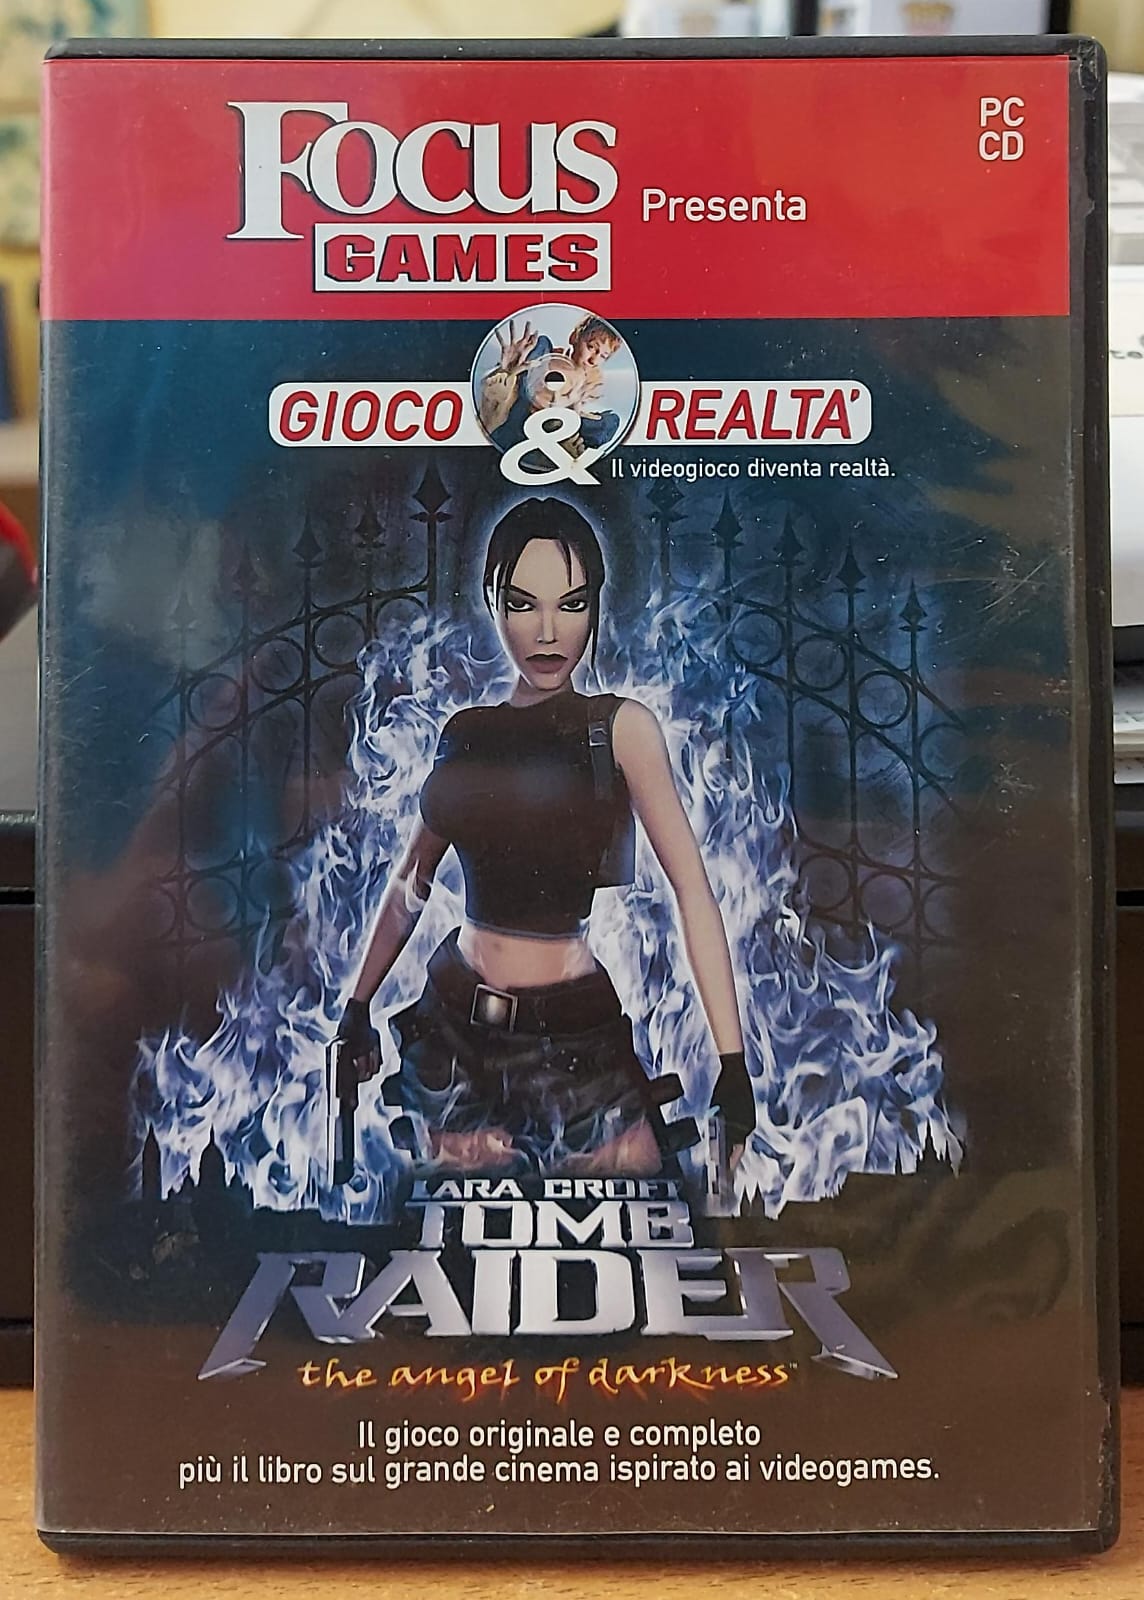 FOCUS
GAMES
Presenta
PC
CD
GIOCO & REALTA'
Il videogioco diventa realtà.
LARA CROFT
TOMB
RAIDER
the angel of darkness™
Il gioco originale e completo
più il libro sul grande cinema ispirato ai videogames.